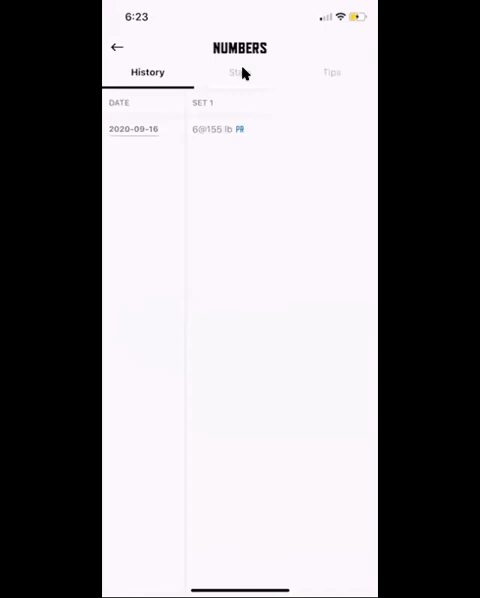 6:23
NUMBERS
History
Tips
DATE
SET 1
2020-09-16
6@155 lb PR